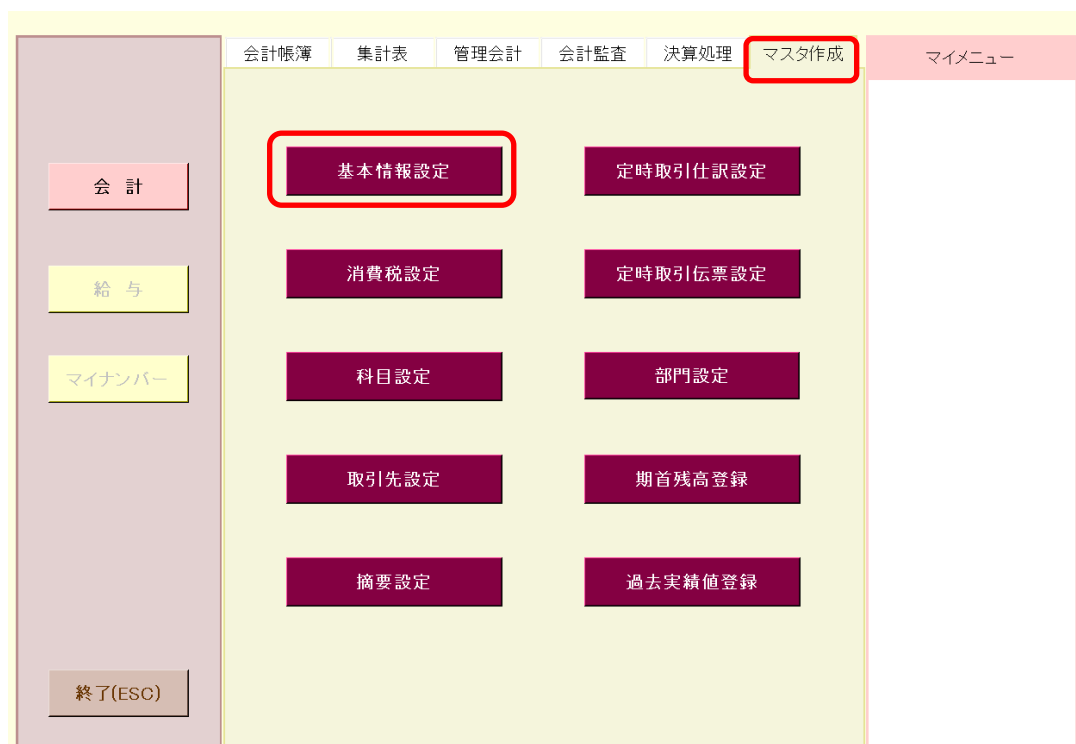 会計帳簿 集計表 管理会計 会計監査 決算処理 マスタ作成 マイメニュー
会 計
給 与
マイナンバー
終了(ESC)
基本情報設定 定時取引仕訳設定
消費税設定 定時取引伝票設定
科目設定 部門設定
取引先設定 期首残高登録
摘要設定 過去実績値登録